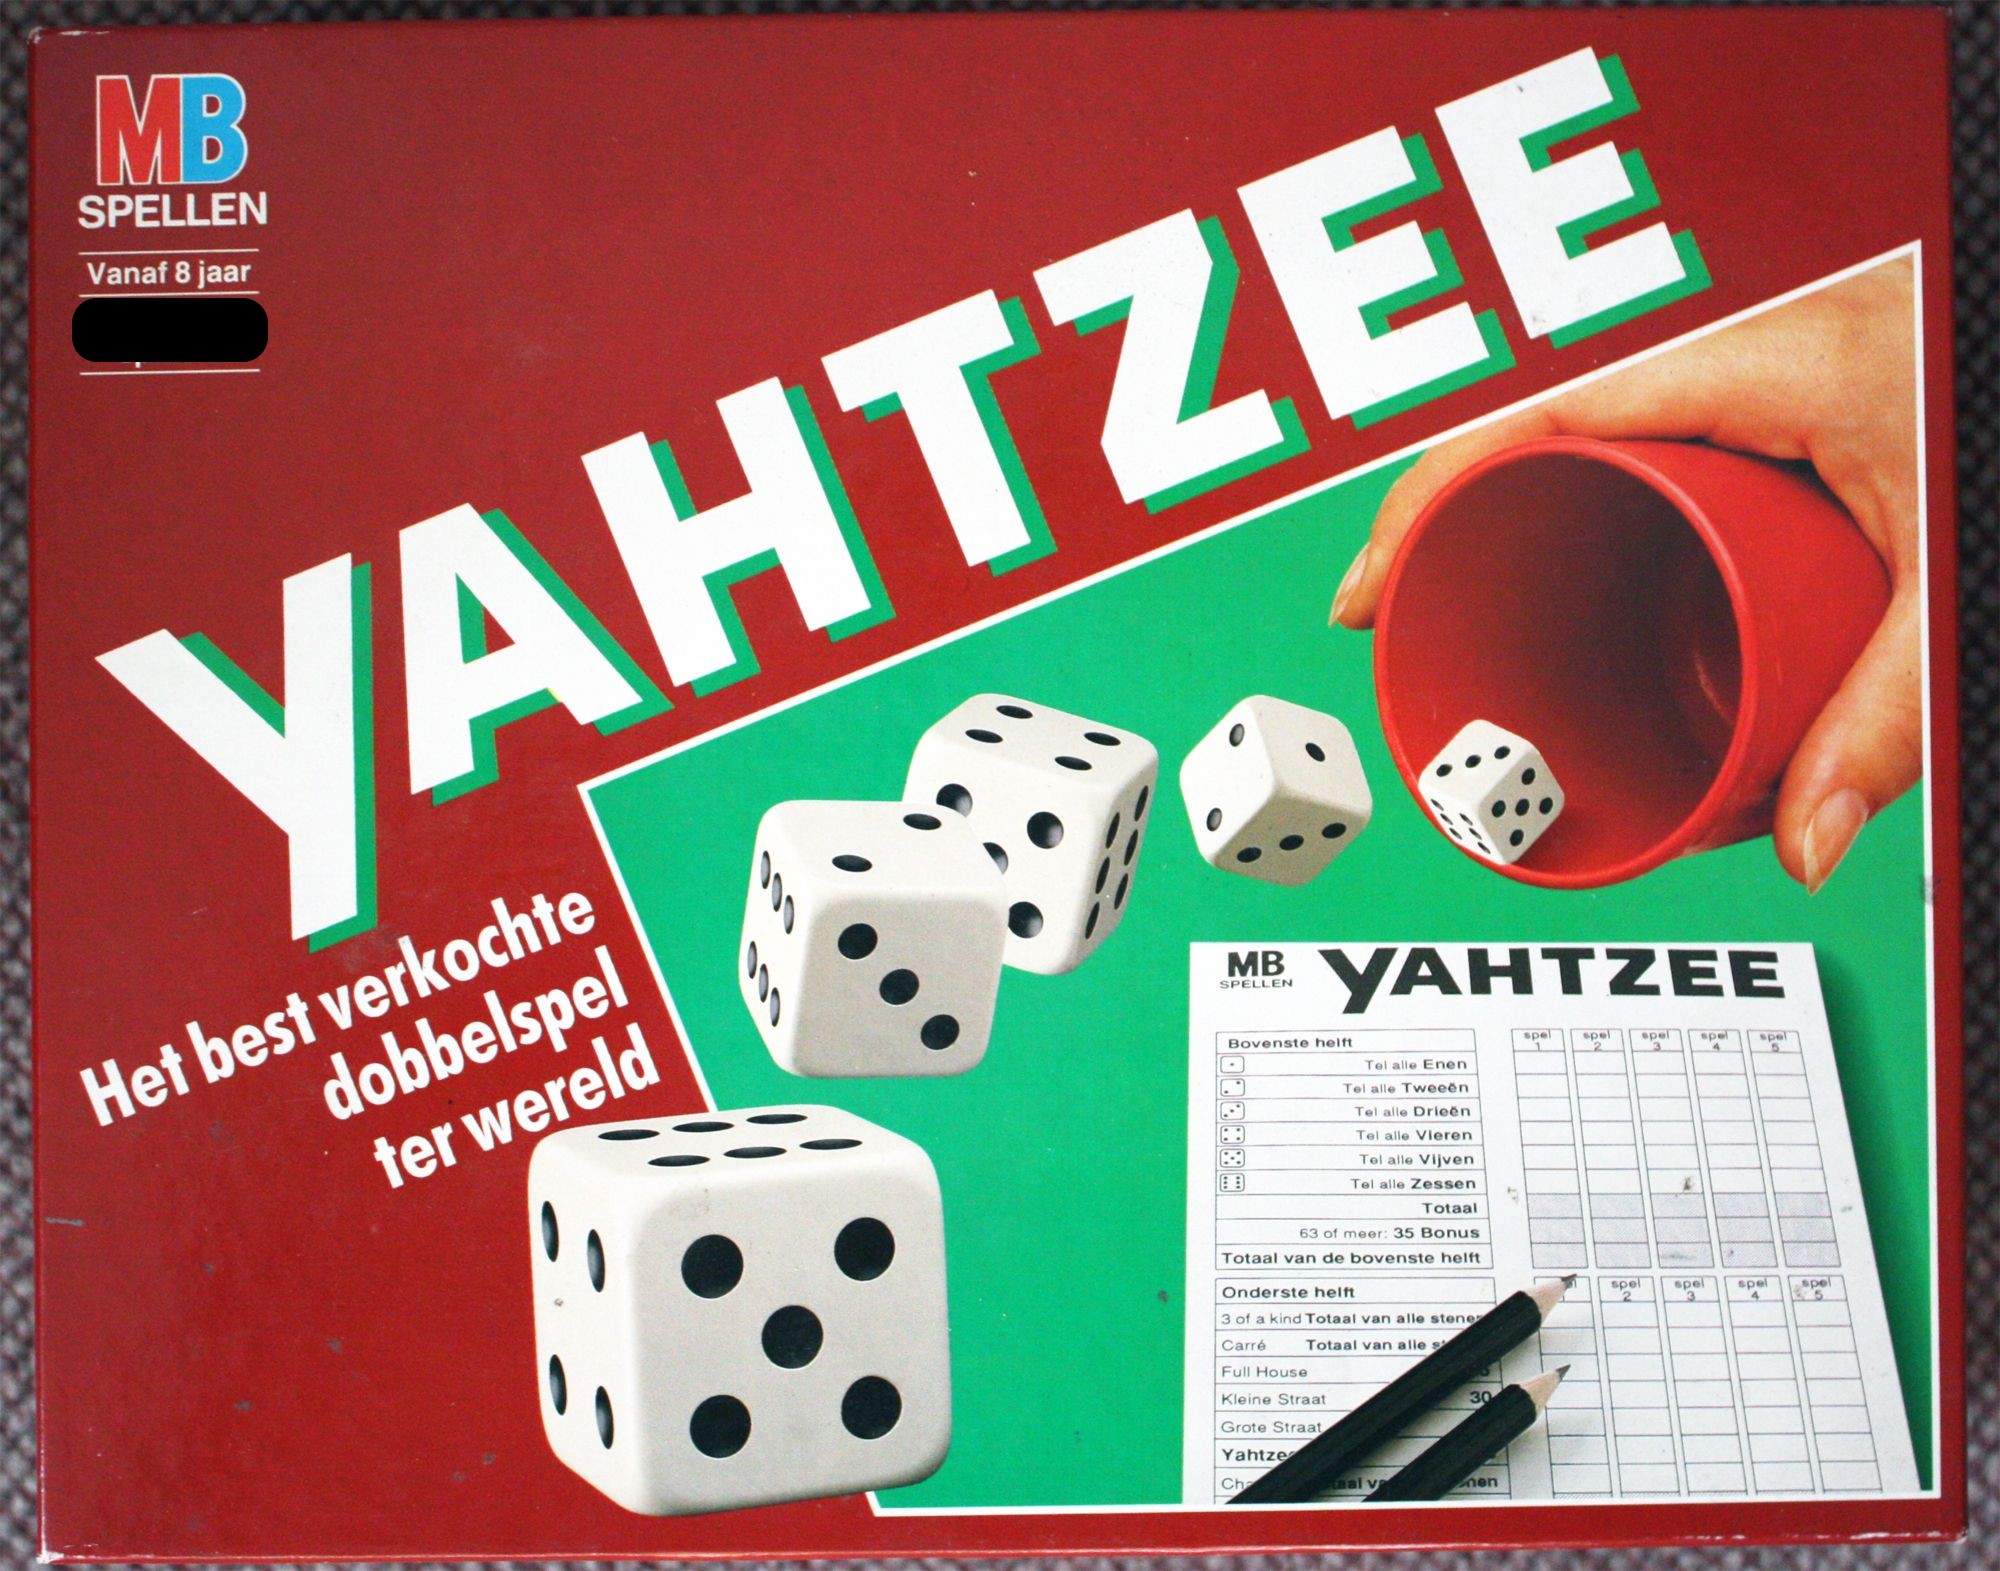 MB
SPELLEN
Vanaf 8 jaar
YAHTZEE
Het best verkochte
dobbelspel
ter wereld
MB
SPELLEN
YAHTZEE
Bovenste helft
spel 1 spel 2 spel 3 spel 4 spel 5
Tel alle Enen
Tel alle Tweeën
Tel alle Drieën
Tel alle Vieren
Tel alle Vijven
Tel alle Zessen
Totaal
63 of meer: 35 Bonus
Totaal van de bovenste helft
Onderste helft
spel 2 spel 3 spel 4 spel 5
3 of a kind Totaal van alle
Carré Totaal van alle
Full House
Kleine Straat 30
Grote Straat